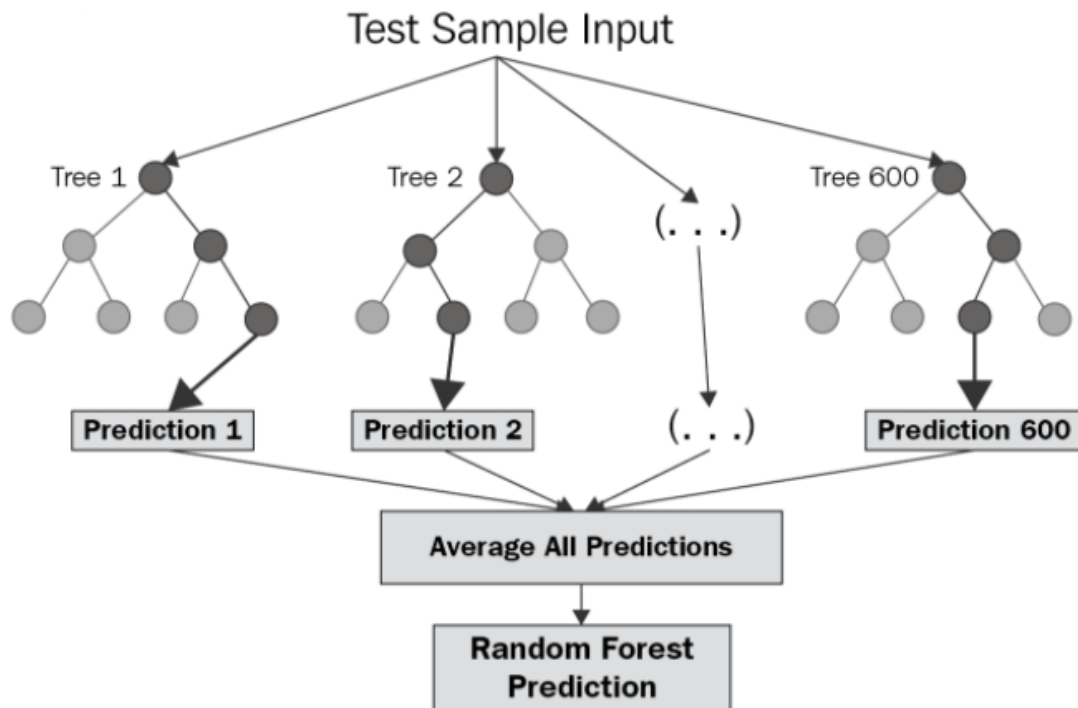 Test Sample Input
Tree 1
Tree 2
Tree 600
(. . .)
Prediction 1
Prediction 2
(. . .)
Prediction 600
Average All Predictions
Random Forest
Prediction